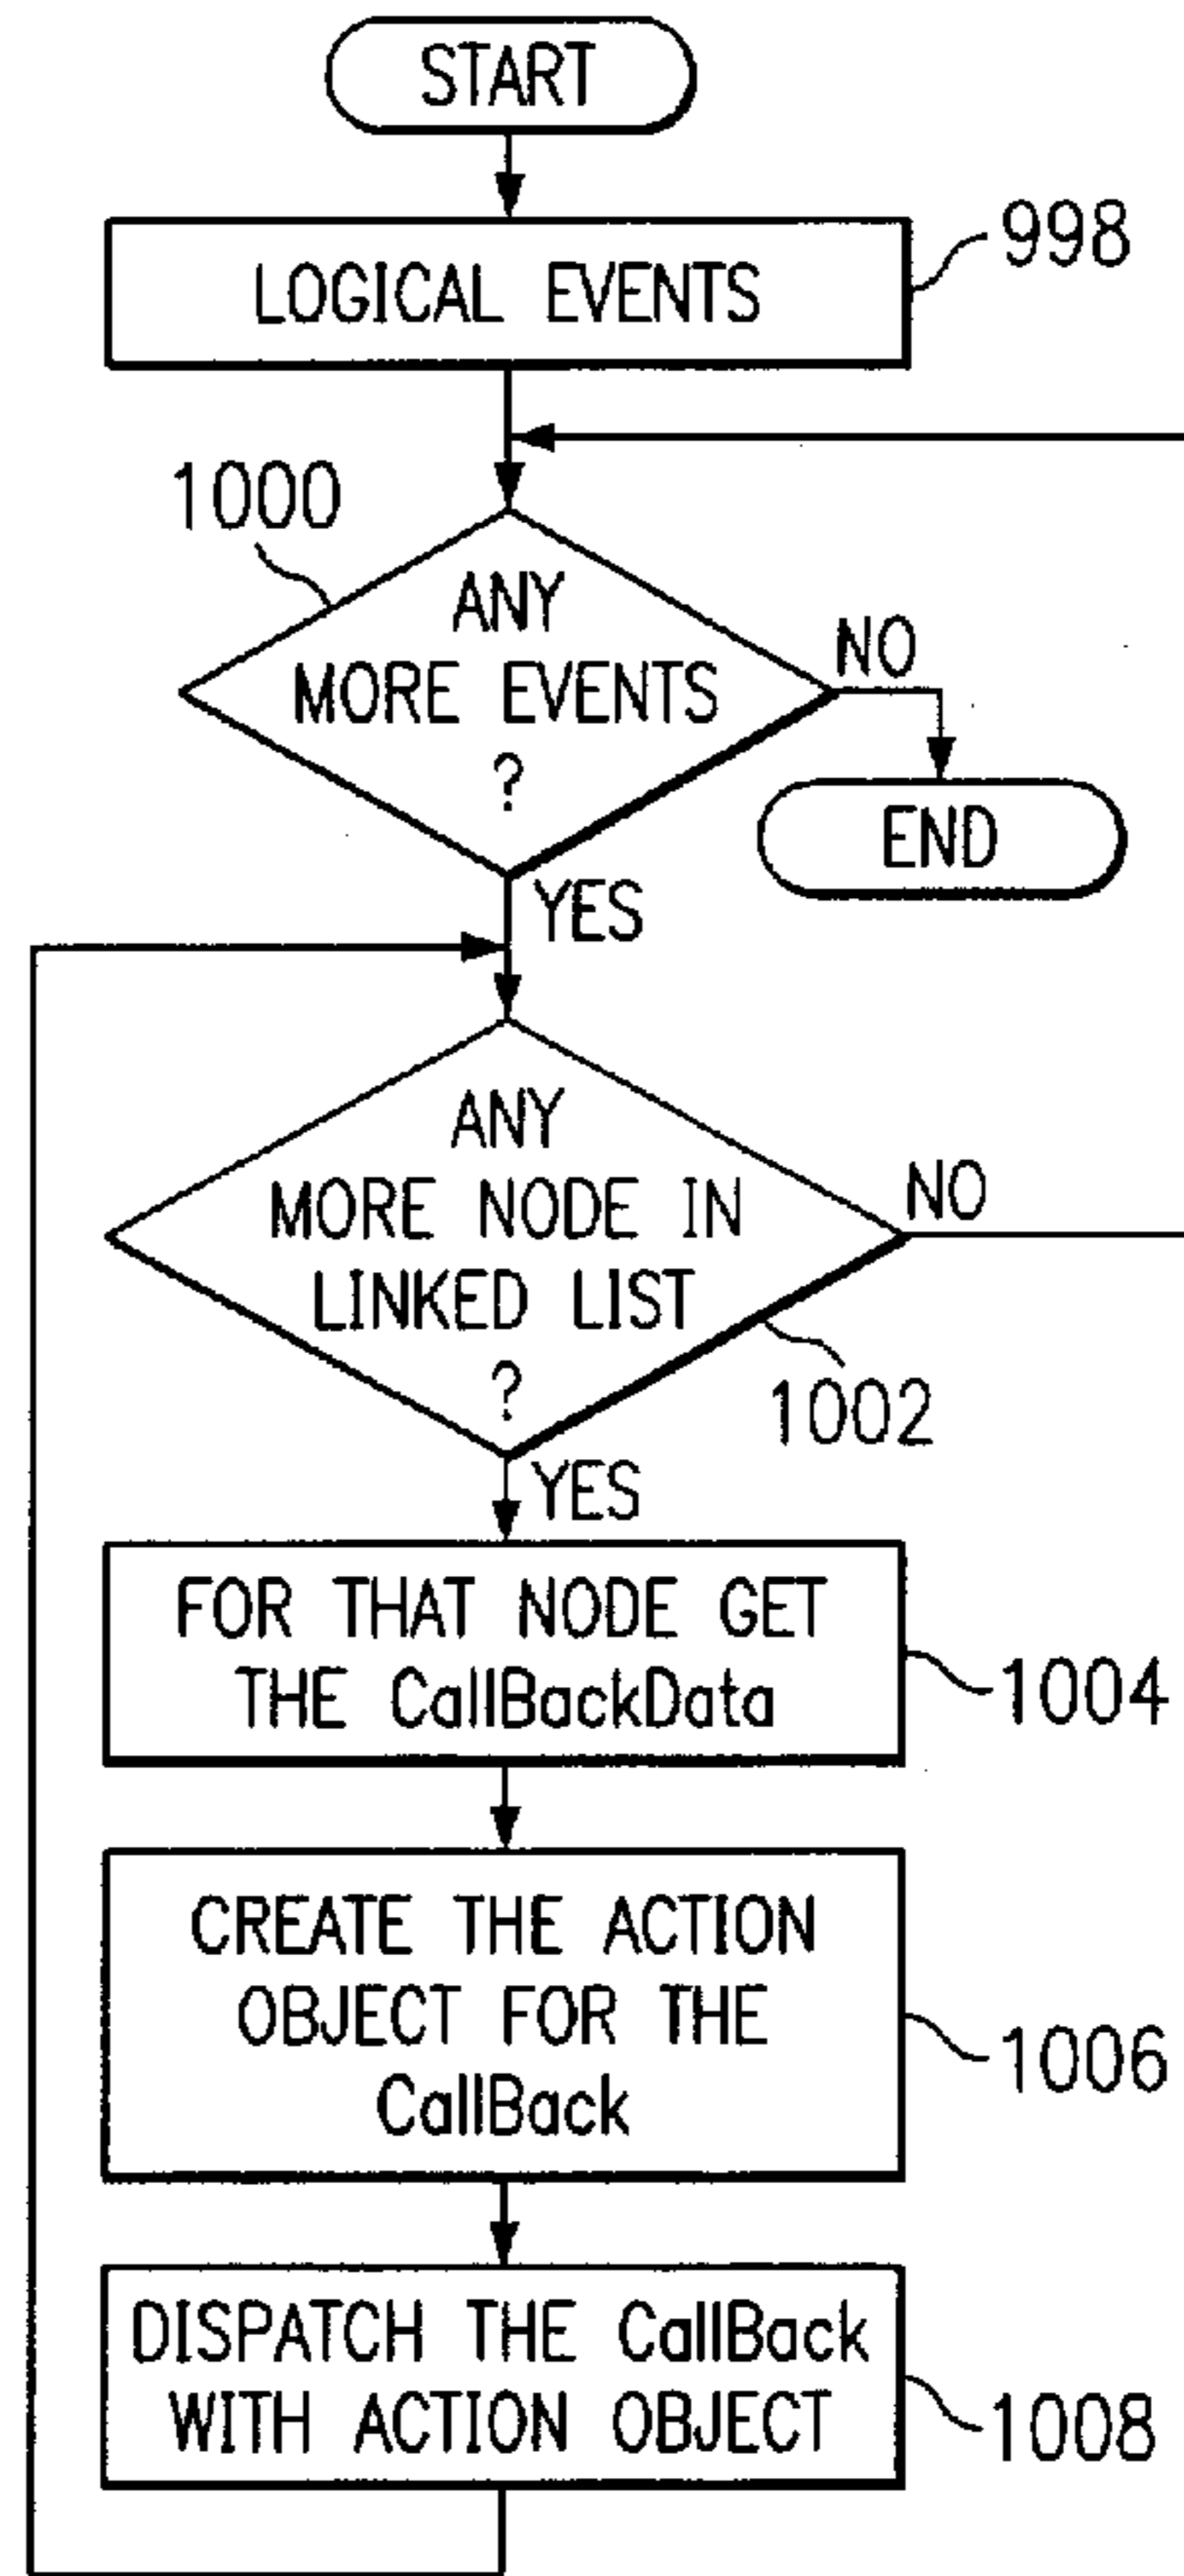 START
LOGICAL EVENTS
998
1000
ANY
MORE EVENTS
?
NO
END
YES
ANY
MORE NODE IN
LINKED LIST
?
NO
1002
YES
FOR THAT NODE GET
THE CallBackData
1004
CREATE THE ACTION
OBJECT FOR THE
CallBack
1006
DISPATCH THE CallBack
WITH ACTION OBJECT
1008